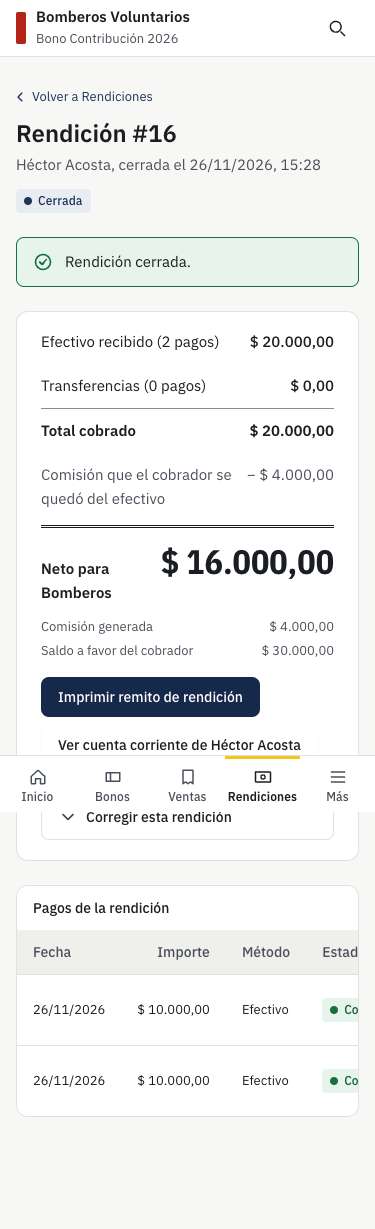 Bomberos Voluntarios
Bono Contribución 2026
Volver a Rendiciones
Rendición #16
Héctor Acosta, cerrada el 26/11/2026, 15:28
Cerrada
Rendición cerrada.
Efectivo recibido (2 pagos) $ 20.000,00
Transferencias (0 pagos) $ 0,00
Total cobrado $ 20.000,00
Comisión que el cobrador se − $ 4.000,00
quedó del efectivo
Neto para $ 16.000,00
Bomberos
Comisión generada $ 4.000,00
Saldo a favor del cobrador $ 30.000,00
Imprimir remito de rendición
Ver cuenta corriente de Héctor Acosta
Inicio Bonos Ventas Rendiciones Más
Corregir esta rendición
Pagos de la rendición
Fecha Importe Método Estad
26/11/2026 $ 10.000,00 Efectivo Co
26/11/2026 $ 10.000,00 Efectivo Co